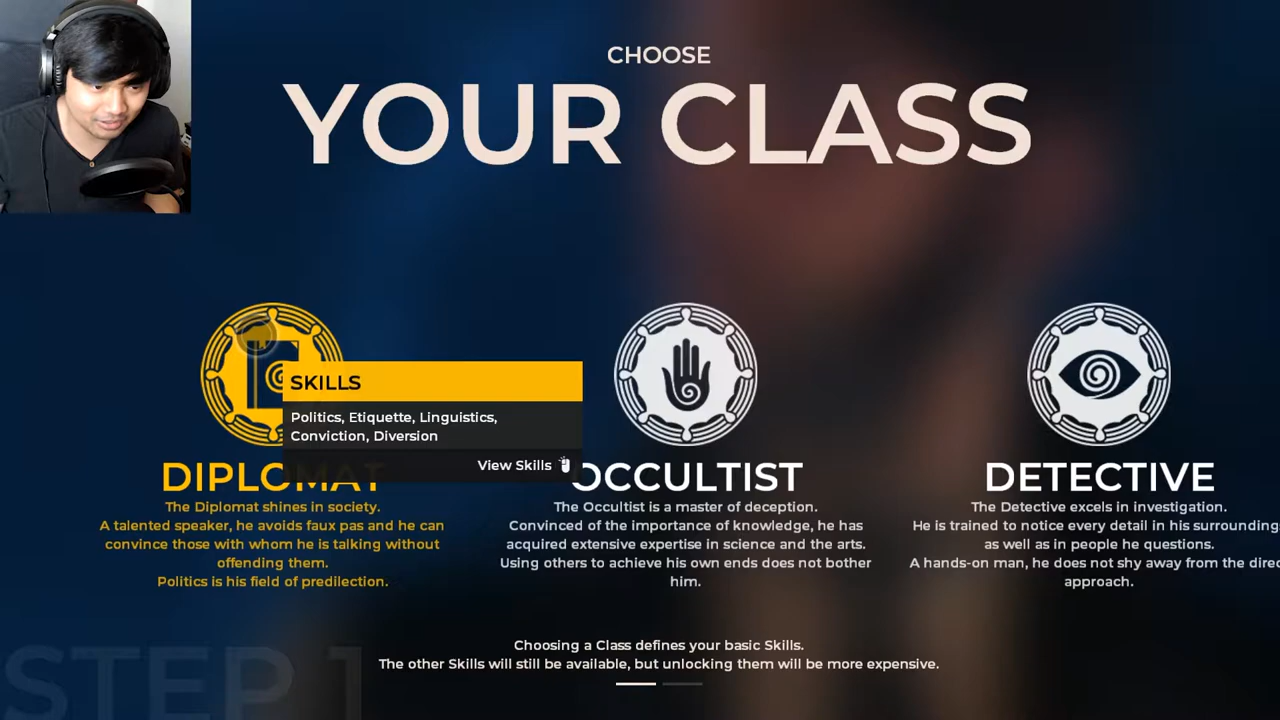 CHOOSE
YOUR CLASS
SKILLS
Politics, Etiquette, Linguistics,
Conviction, Diversion
View Skills
DIPLOMAT
The Diplomat shines in society.
A talented speaker, he avoids faux pas and he can
convince those with whom he is talking without
offending them.
Politics is his field of predilection.
OCCULTIST
The Occultist is a master of deception.
Convinced of the importance of knowledge, he has
acquired extensive expertise in science and the arts.
Using others to achieve his own ends does not bother
him.
DETECTIVE
The Detective excels in investigation.
He is trained to notice every detail in his surrounding
as well as in people he questions.
A hands-on man, he does not shy away from the direc
approach.
Choosing a Class defines your basic Skills.
The other Skills will still be available, but unlocking them will be more expensive.
STEP 1